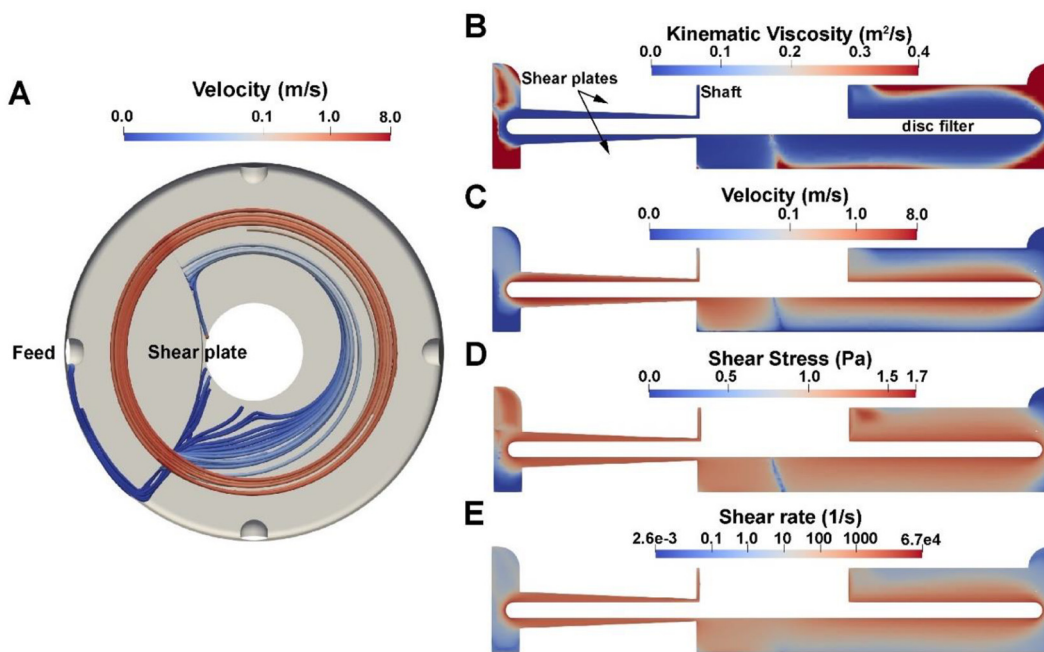 A
Velocity (m/s)
0.0 0.1 1.0 8.0
Feed
Shear plate
B
Kinematic Viscosity (m²/s)
0.0 0.1 0.2 0.3 0.4
Shear plates
Shaft
disc filter
C
Velocity (m/s)
0.0 0.1 1.0 8.0
D
Shear Stress (Pa)
0.0 0.5 1.0 1.5 1.7
E
Shear rate (1/s)
2.6e-3 0.1 1.0 10 100 1000 6.7e4